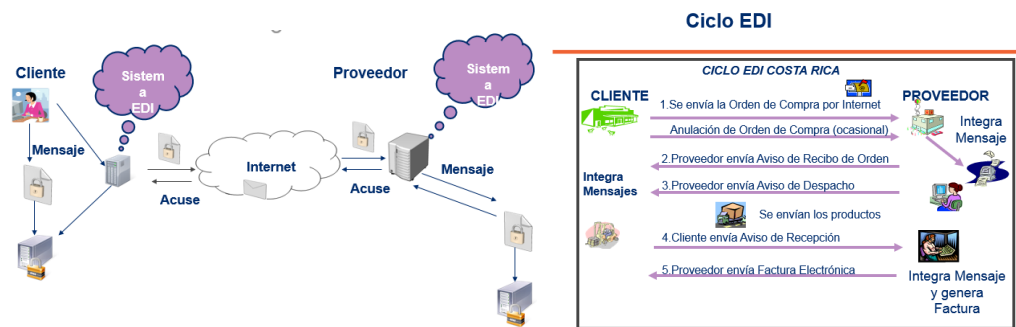 Cliente
Sistem
a
EDI
Mensaje
Acuse
Internet
Proveedor
Sistem
a
EDI
Mensaje
Acuse
Ciclo EDI
CICLO EDI COSTA RICA
CLIENTE
PROVEEDOR
1.Se envía la Orden de Compra por Internet
Anulación de Orden de Compra (ocasional)
Integra
Mensaje
2.Proveedor envía Aviso de Recibo de Orden
Integra
Mensajes
3.Proveedor envía Aviso de Despacho
Se envían los productos
4.Cliente envía Aviso de Recepción
5.Proveedor envía Factura Electrónica
Integra Mensaje
y genera
Factura